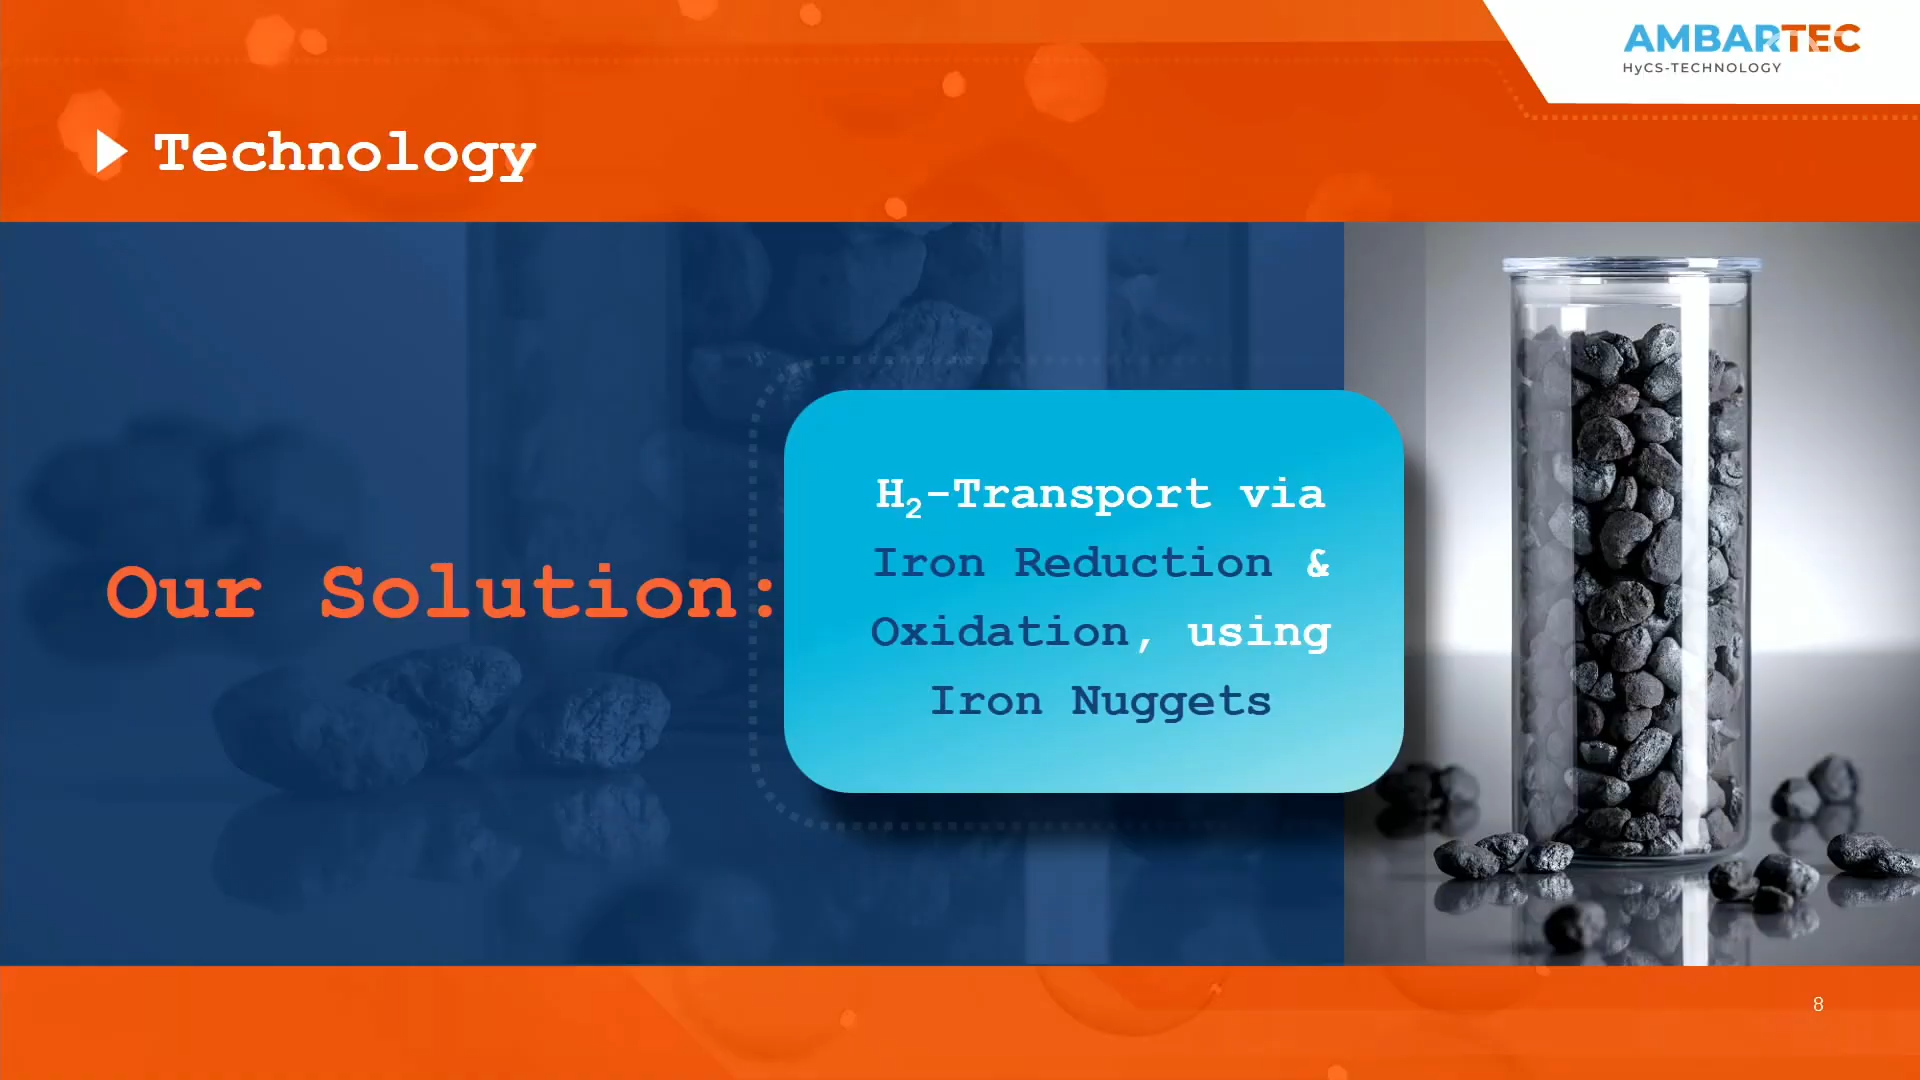 AMBARTEC
HyCS-TECHNOLOGY
Technology
Our Solution:
H₂-Transport via
Iron Reduction &
Oxidation, using
Iron Nuggets
8